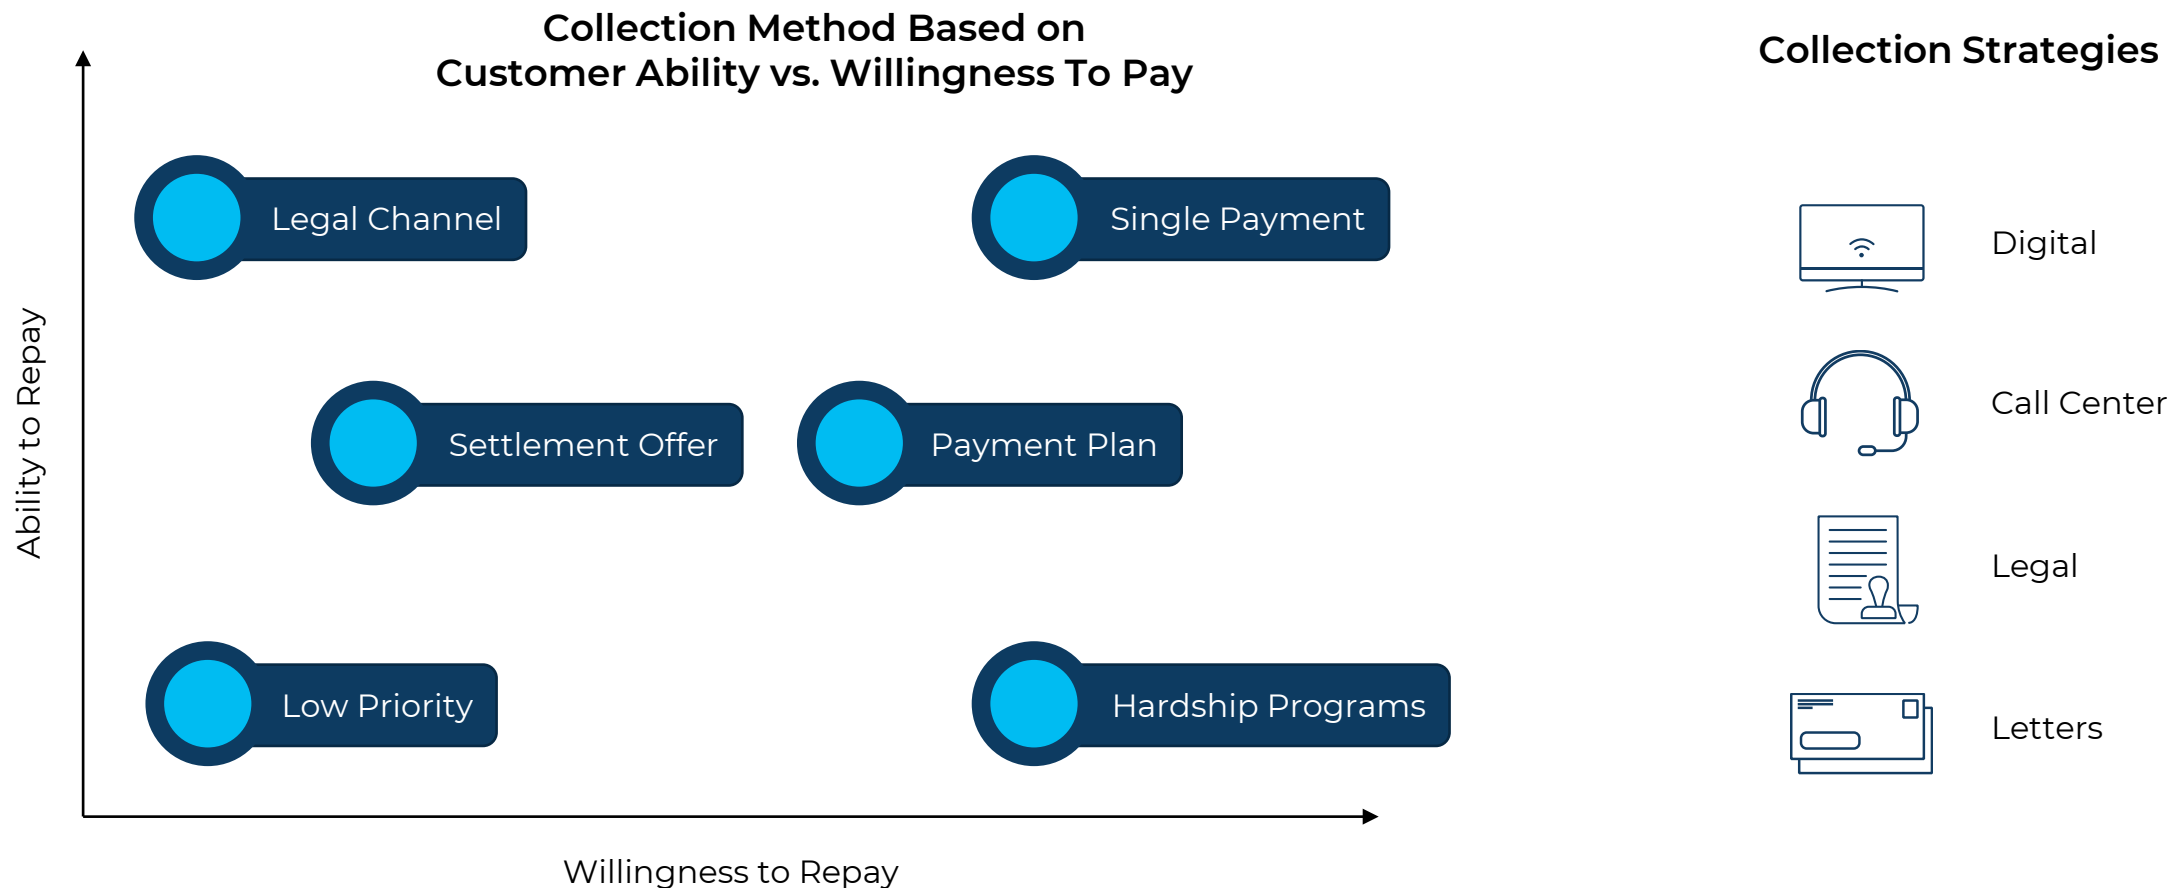 Collection Method Based on
Customer Ability vs. Willingness To Pay
Collection Strategies
Ability to Repay
Legal Channel
Single Payment
Settlement Offer
Payment Plan
Low Priority
Hardship Programs
Willingness to Repay
Digital
Call Center
Legal
Letters